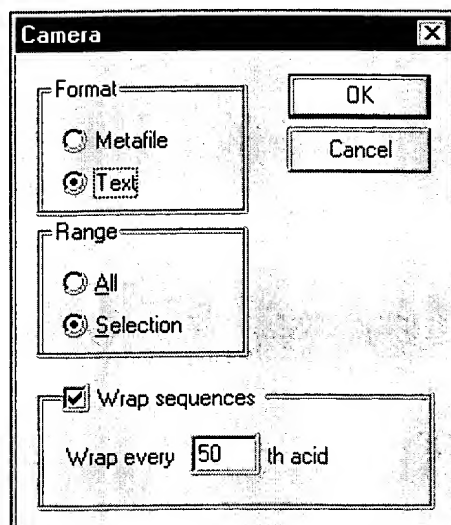 Camera
Format
OK
Metafile
Cancel
Text
Range
All
Selection
Wrap sequences
Wrap every 50 th acid